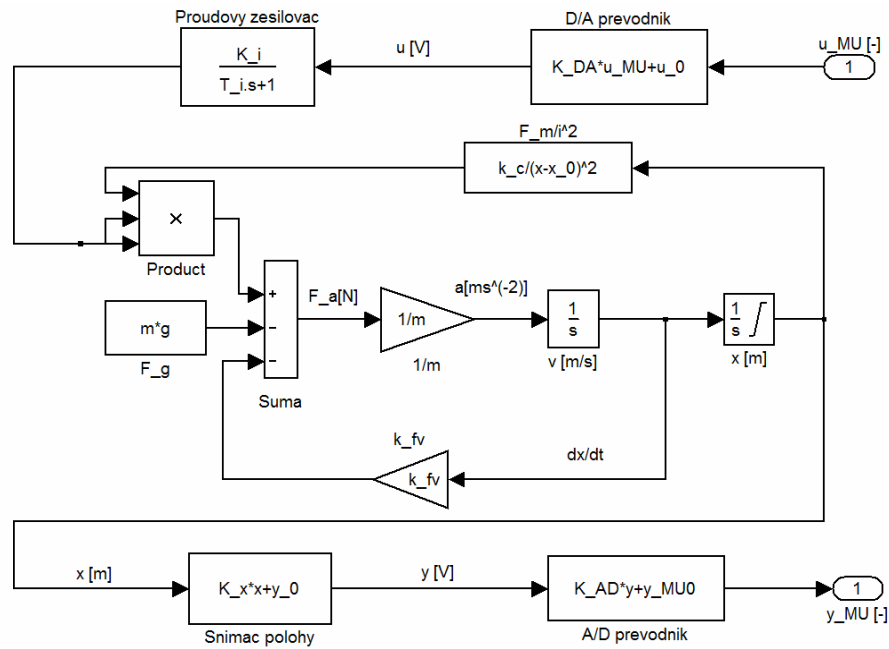 Proudovy zesilovac
K_i
T_i.s+1
u [V]
D/A prevodnik
K_DA*u_MU+u_0
u_MU [-]
1
F_m/i^2
k_c/(x-x_0)^2
×
Product
m*g
F_g
+
−
−
Suma
F_a[N]
1/m
1/m
a[ms^(-2)]
1
s
v [m/s]
1
s
x [m]
k_fv
k_fv
dx/dt
x [m]
K_x*x+y_0
Snimac polohy
y [V]
K_AD*y+y_MU0
A/D prevodnik
1
y_MU [-]